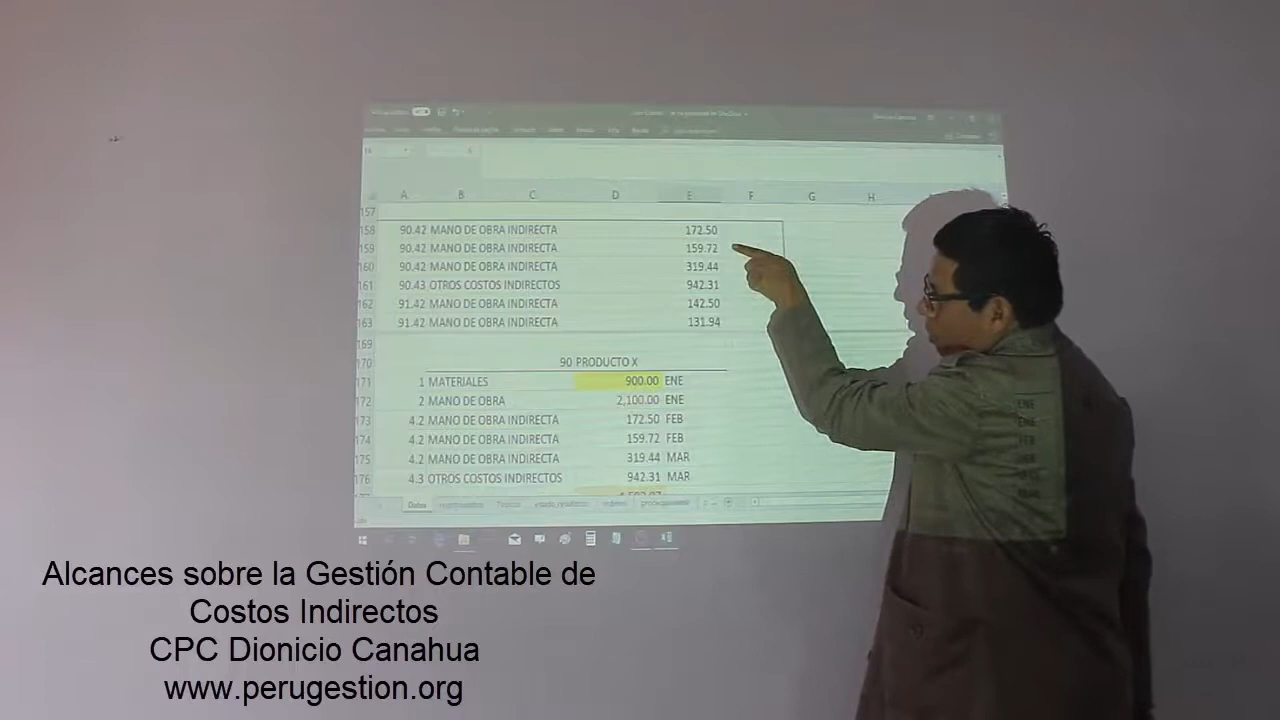 A B C D E F G H
157
158 90.42 MANO DE OBRA INDIRECTA 172.50
159 90.42 MANO DE OBRA INDIRECTA 159.72
160 90.42 MANO DE OBRA INDIRECTA 319.44
161 90.43 OTROS COSTOS INDIRECTOS 942.31
162 91.42 MANO DE OBRA INDIRECTA 142.50
163 91.42 MANO DE OBRA INDIRECTA 131.94
169
170 90 PRODUCTO X
171 1 MATERIALES 900.00 ENE
172 2 MANO DE OBRA 2,100.00 ENE
173 4.2 MANO DE OBRA INDIRECTA 172.50 FEB
174 4.2 MANO DE OBRA INDIRECTA 159.72 FEB
175 4.2 MANO DE OBRA INDIRECTA 319.44 MAR
176 4.3 OTROS COSTOS INDIRECTOS 942.31 MAR
Datos
Alcances sobre la Gestión Contable de
Costos Indirectos
CPC Dionicio Canahua
www.perugestion.org